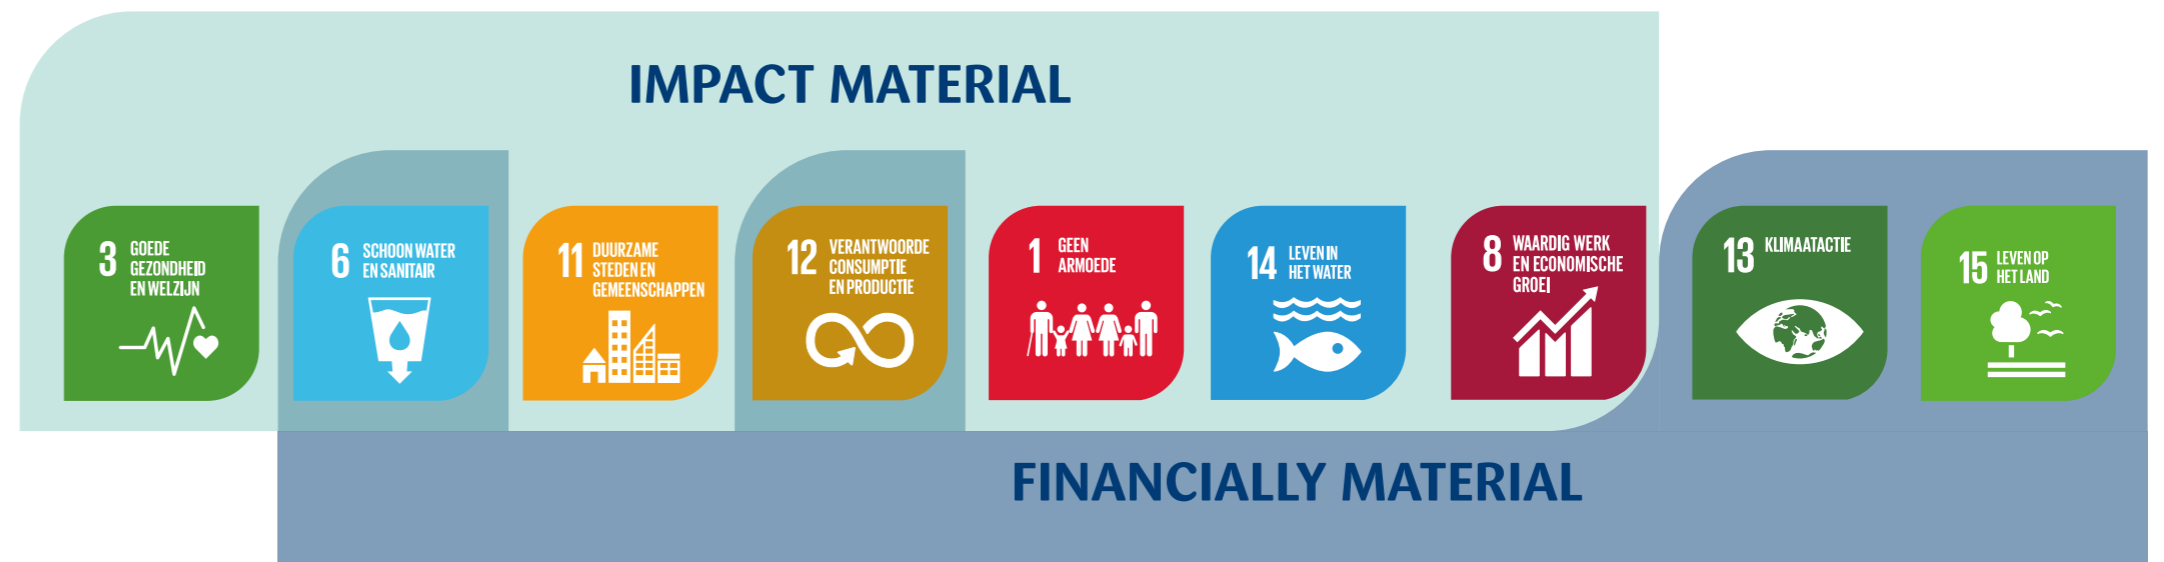 IMPACT MATERIAL
3 GOEDE
GEZONDHEID
EN WELZIJN
6 SCHOON WATER
EN SANITAIR
11 DUURZAME
STEDEN EN
GEMEENSCHAPPEN
12 VERANTWOORDE
CONSUMPTIE
EN PRODUCTIE
1 GEEN
ARMOEDE
14 LEVEN IN
HET WATER
8 WAARDIG WERK
EN ECONOMISCHE
GROEI
13 KLIMAATACTIE
15 LEVEN OP
HET LAND
FINANCIALLY MATERIAL